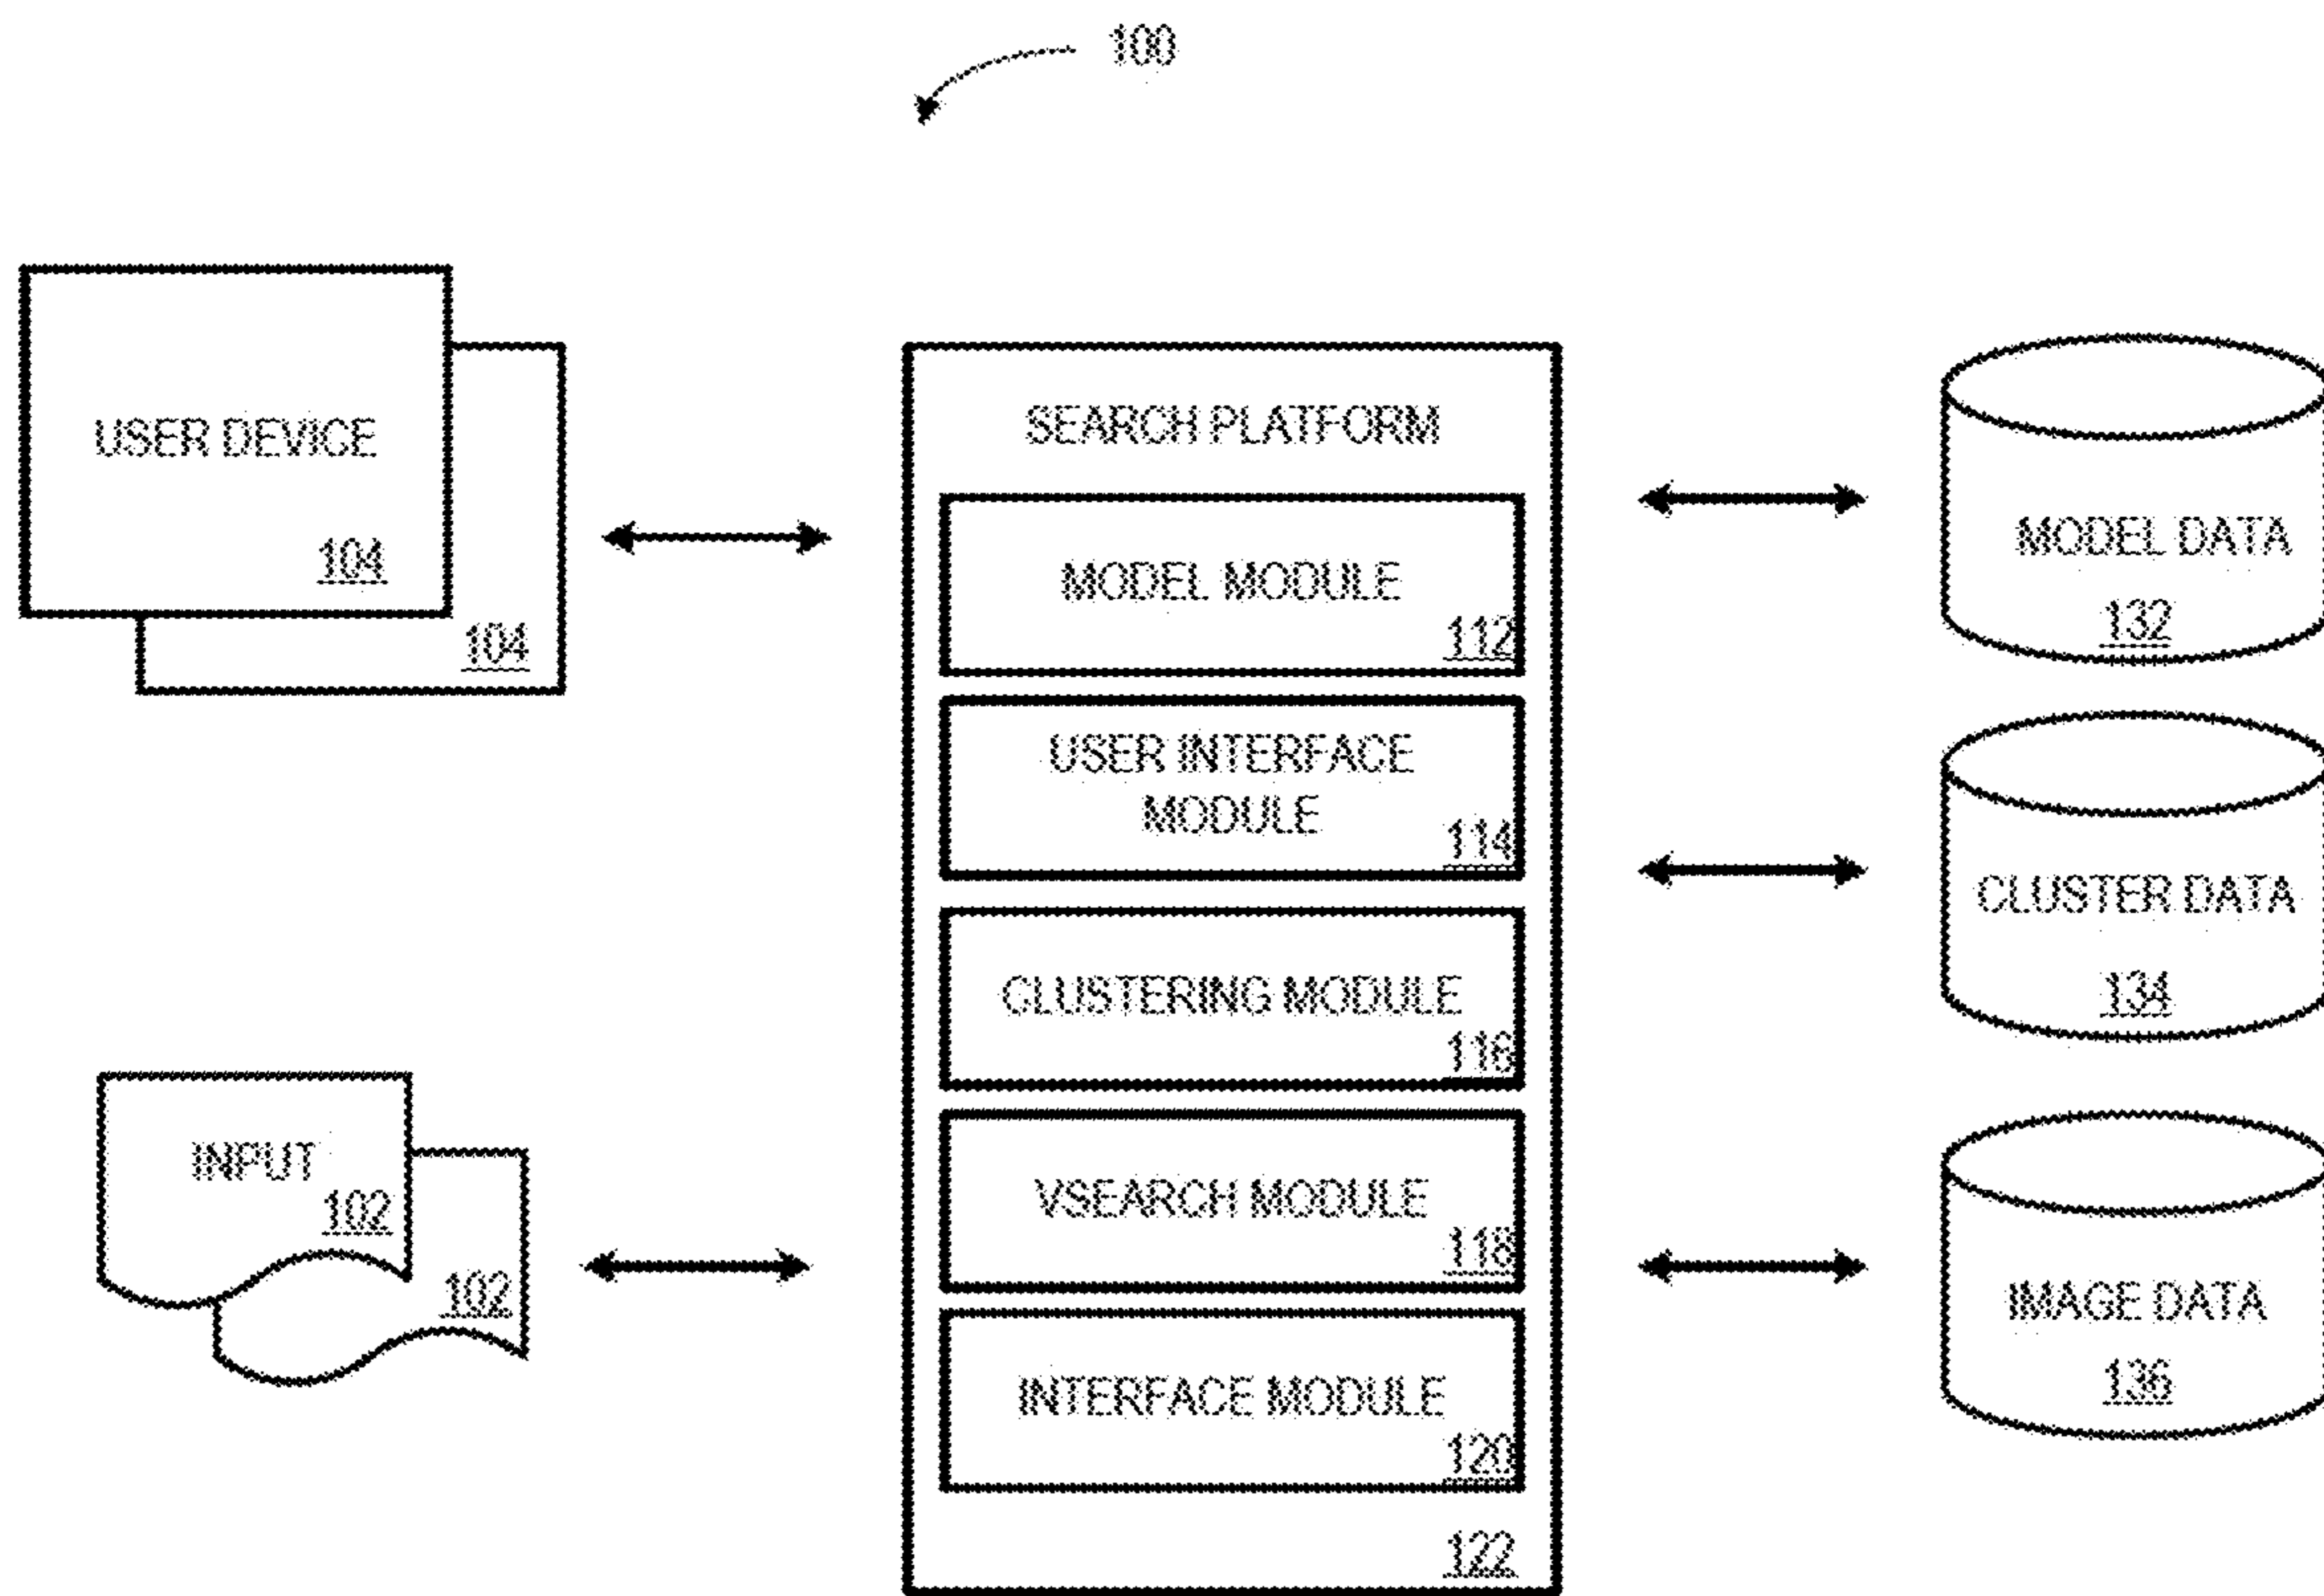 100
USER DEVICE
104
104
SEARCH PLATFORM
MODEL MODULE
112
USER INTERFACE
MODULE
114
CLUSTERING MODULE
116
VSEARCH MODULE
118
INTERFACE MODULE
120
122
INPUT
102
102
MODEL DATA
132
CLUSTER DATA
134
IMAGE DATA
136